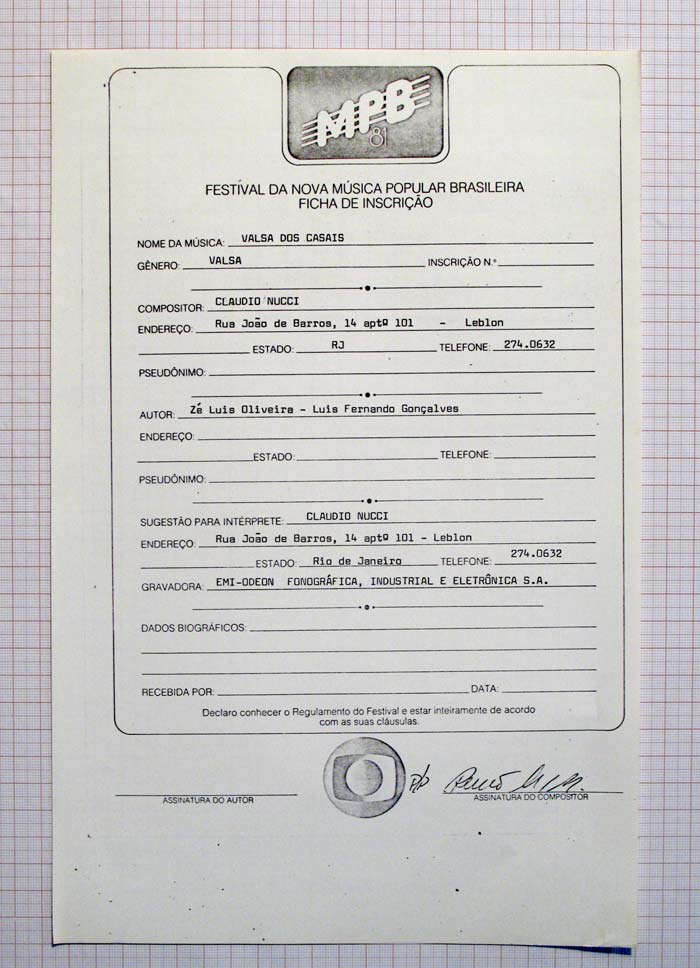 MPB
81
FESTIVAL DA NOVA MÚSICA POPULAR BRASILEIRA
FICHA DE INSCRIÇÃO
NOME DA MÚSICA: VALSA DOS CASAIS
GÊNERO: VALSA INSCRIÇÃO N.º
COMPOSITOR: CLAUDIO NUCCI
ENDEREÇO: Rua João de Barros, 14 aptº 101 - Leblon
ESTADO: RJ TELEFONE: 274.0632
PSEUDÔNIMO:
AUTOR: Zé Luis Oliveira - Luis Fernando Gonçalves
ENDEREÇO:
ESTADO: TELEFONE:
PSEUDÔNIMO:
SUGESTÃO PARA INTÉRPRETE: CLAUDIO NUCCI
ENDEREÇO: Rua João de Barros, 14 aptº 101 - Leblon
ESTADO: Rio de Janeiro TELEFONE: 274.0632
GRAVADORA: EMI-ODEON FONOGRÁFICA, INDUSTRIAL E ELETRÔNICA S.A.
DADOS BIOGRÁFICOS:
RECEBIDA POR: DATA:
Declaro conhecer o Regulamento do Festival e estar inteiramente de acordo
com as suas cláusulas.
p/p
ASSINATURA DO AUTOR ASSINATURA DO COMPOSITOR